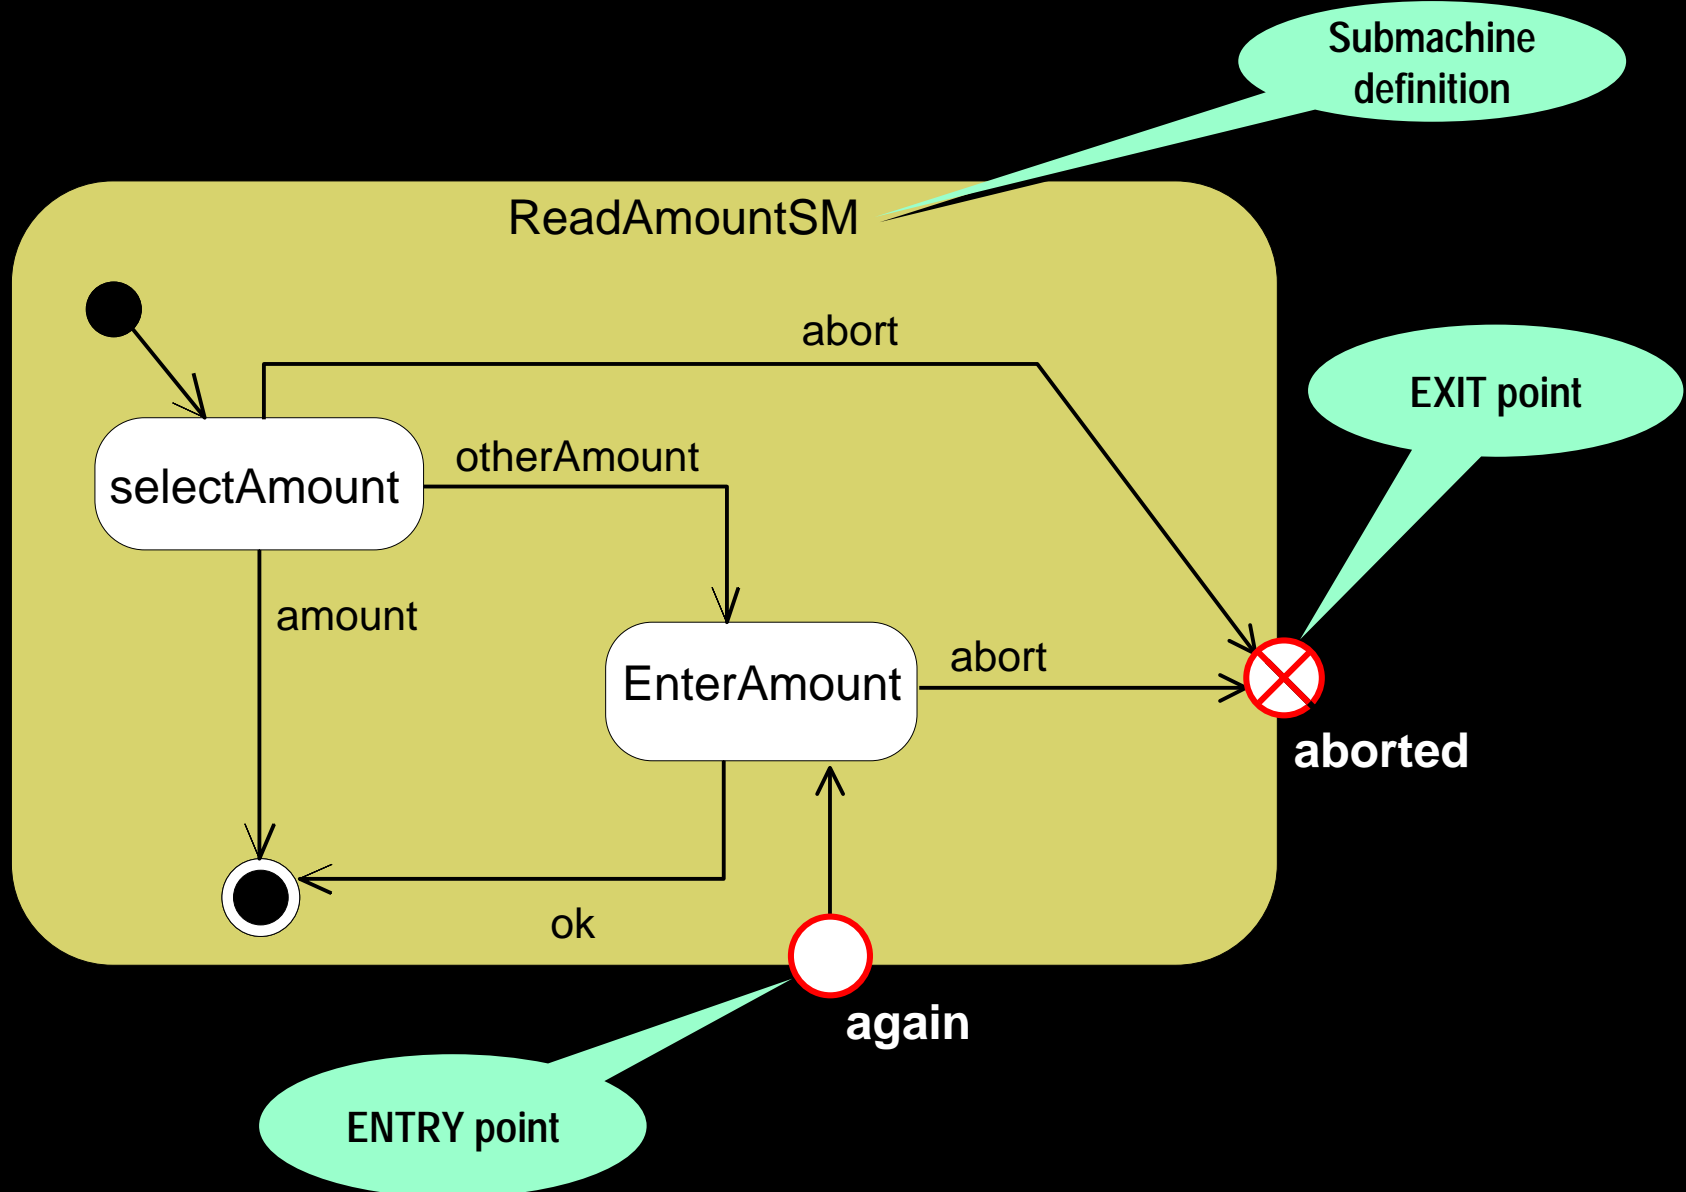 Submachine
definition
ReadAmountSM
abort
EXIT point
otherAmount
selectAmount
amount
abort
EnterAmount
aborted
ok
again
ENTRY point